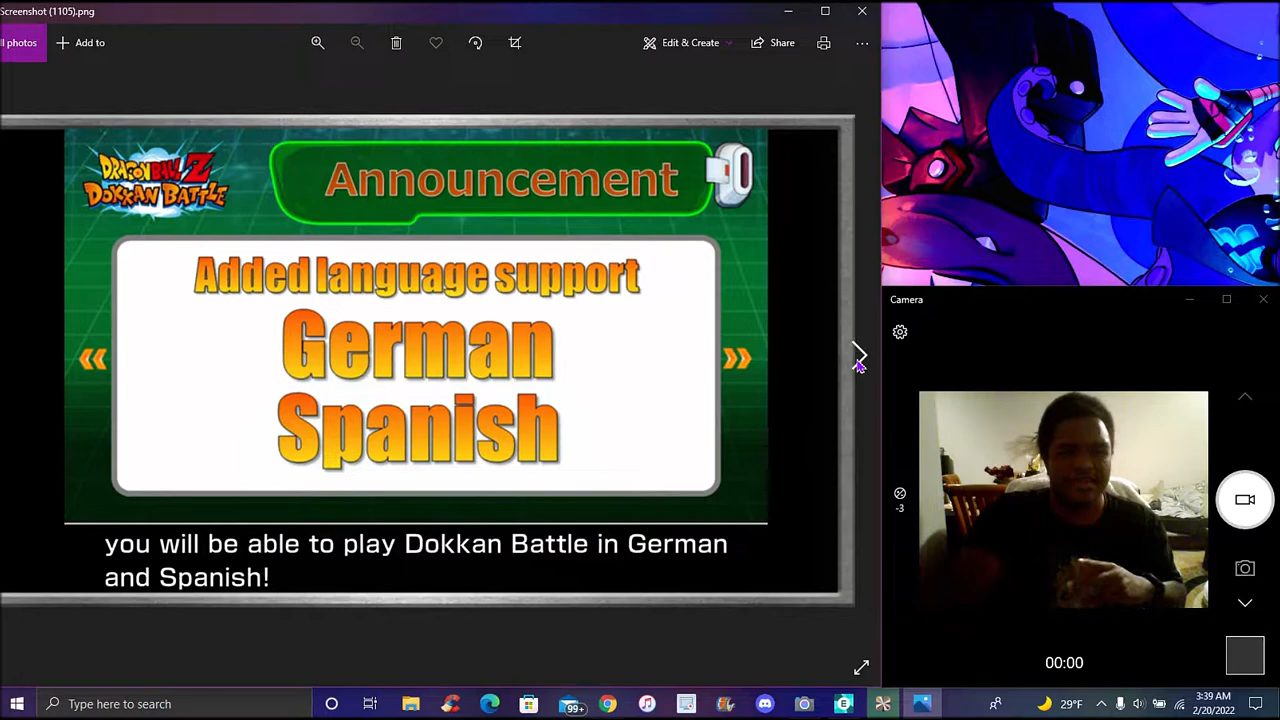 Screenshot (1105).png
ll photos
Add to
Edit & Create
Share
DRAGONBALL Z
DOKKAN BATTLE
Announcement
Added language support
German
Spanish
you will be able to play Dokkan Battle in German
and Spanish!
Camera
-3
00:00
Type here to search
99+
29°F
3:39 AM
2/20/2022